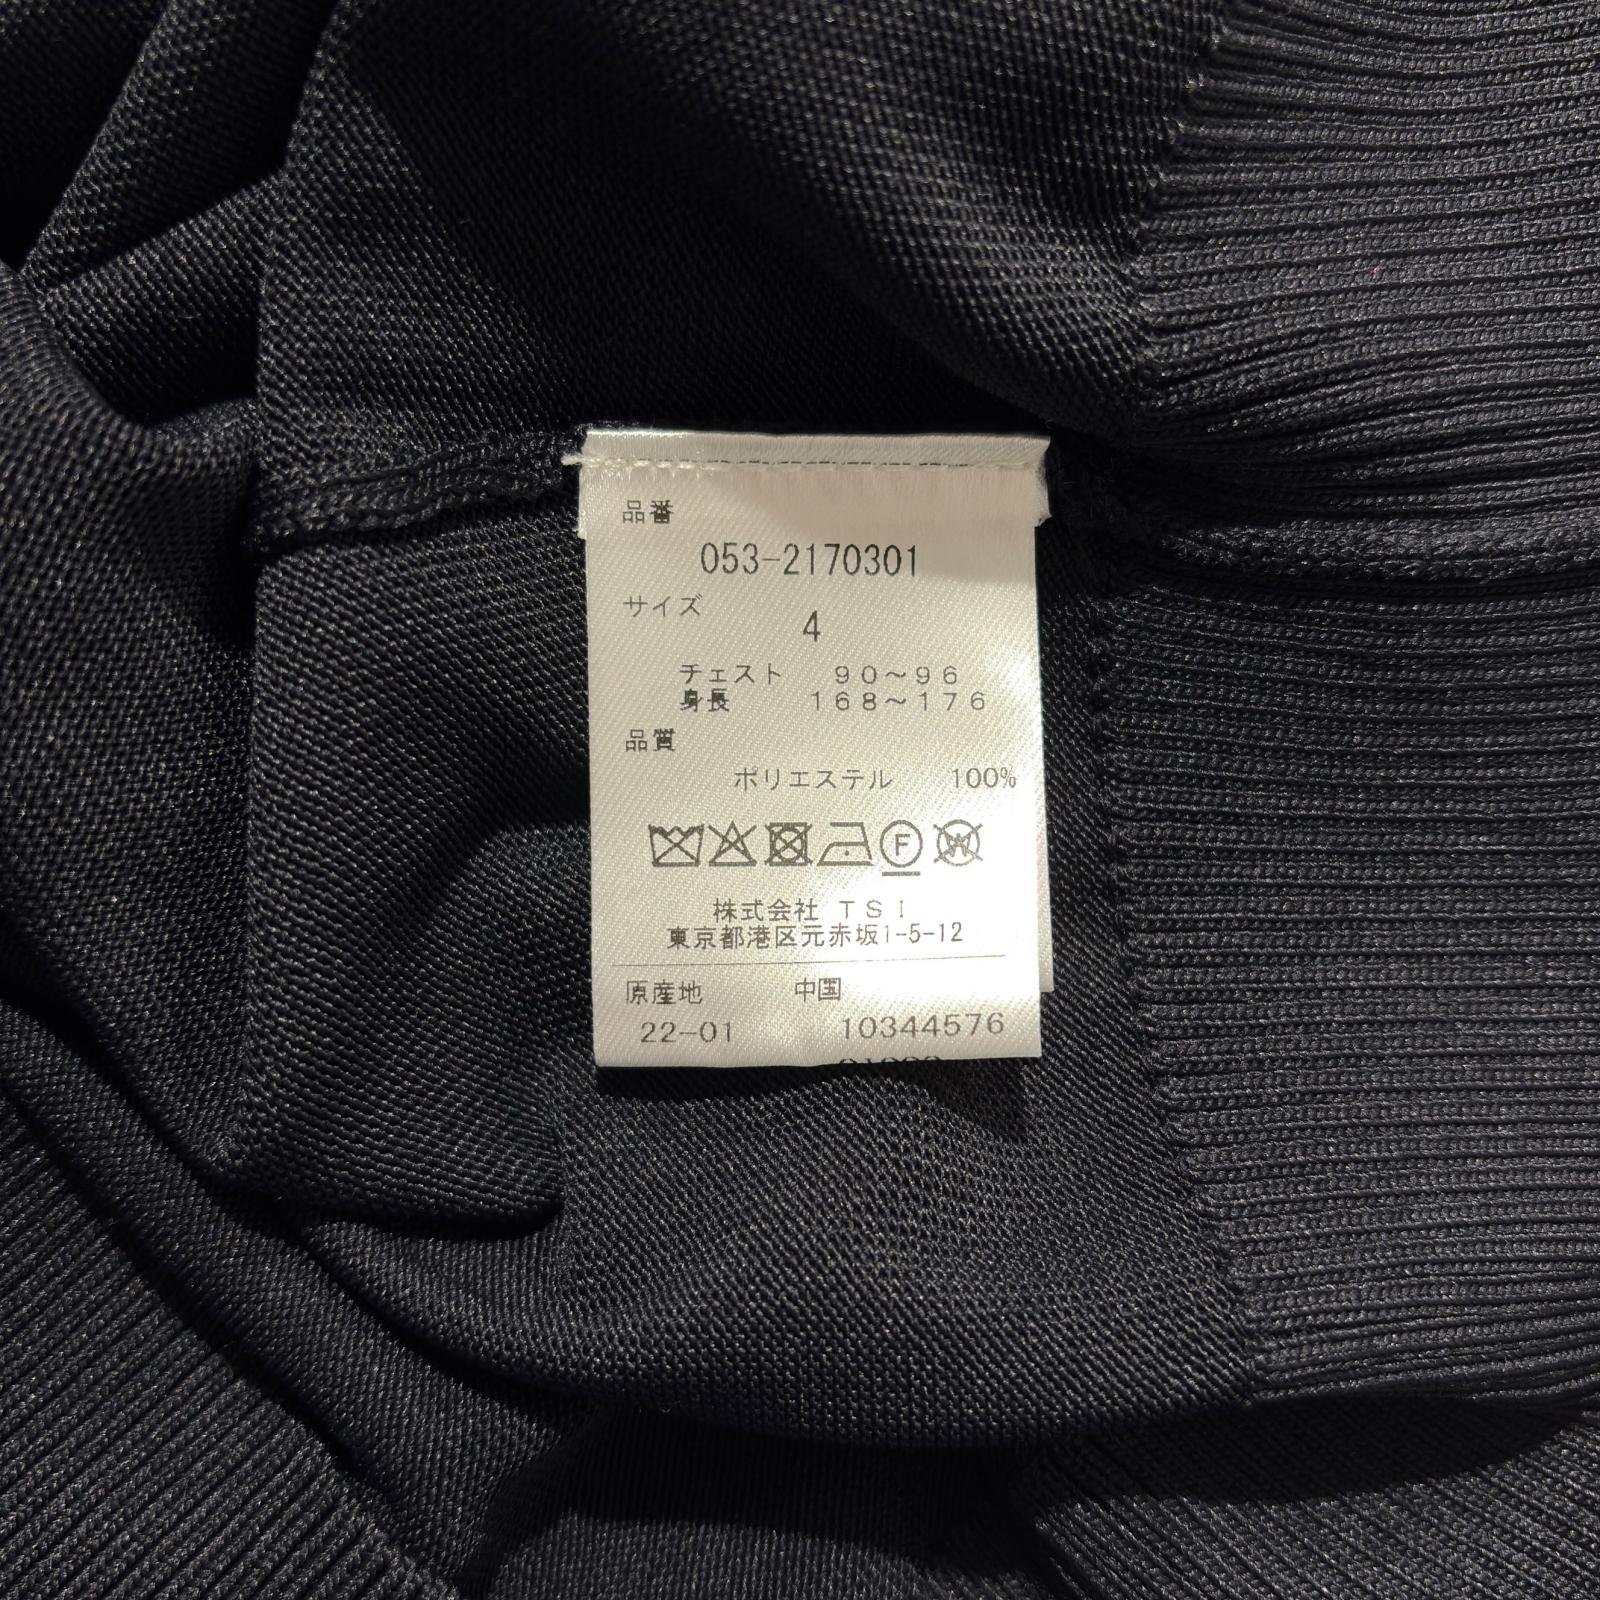 品番
053-2170301
サイズ
4
チェスト 90〜96
身長 168〜176
品質
ポリエステル 100%
F W
株式会社 TSI
東京都港区元赤坂1-5-12
原産地 中国
22-01 10344576